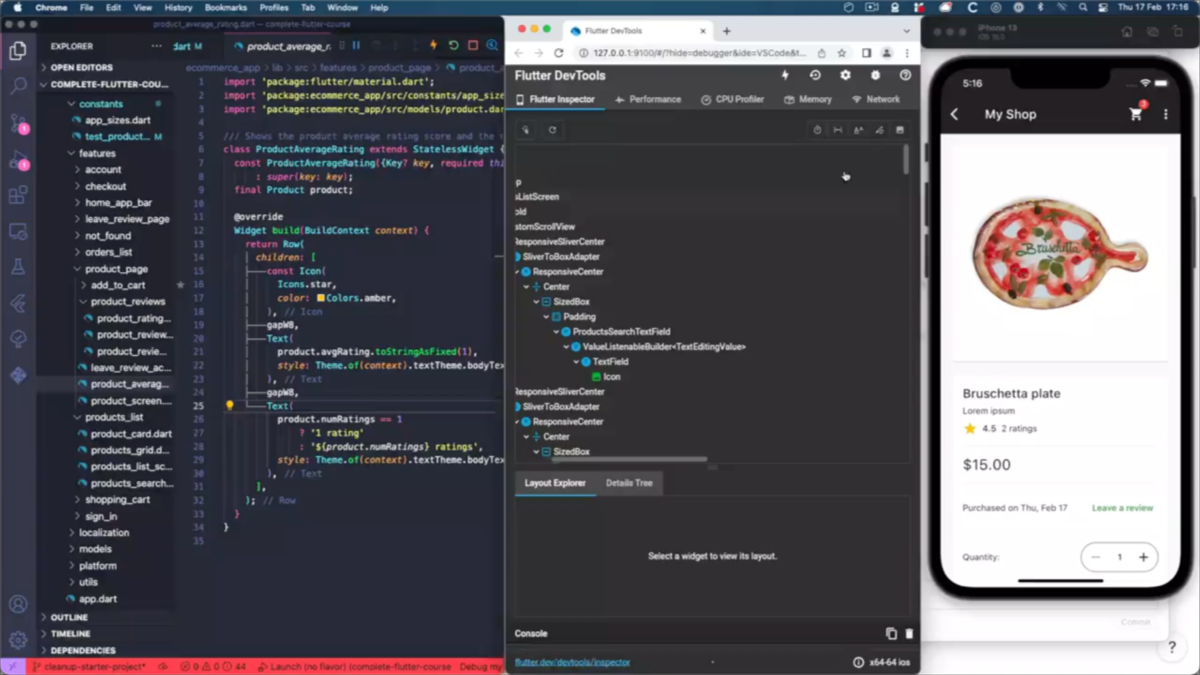 Chrome File Edit View History Bookmarks Profiles Tab Window Help Thu 17 Feb 17:16
product_average_rating.dart — complete-flutter-course
EXPLORER
OPEN EDITORS
COMPLETE-FLUTTER-COU...
constants
app_sizes.dart
test_product... M
features
account
checkout
home_app_bar
leave_review_page
not_found
orders_list
product_page
add_to_cart
product_reviews
product_rating...
product_review...
product_revie...
leave_review_ac...
product_averag...
product_screen....
products_list
product_card.dart
products_grid.d...
products_list_sc...
products_search...
shopping_cart
sign_in
localization
models
platform
utils
app.dart
OUTLINE
TIMELINE
DEPENDENCIES
cleanup-starter-project* 0 0 44 Launch (no flavor) (complete-flutter-course Debug my
dart M product_average_r
ecommerce_app > lib > src > features > product_page >
1 import 'package:flutter/material.dart';
2 import 'package:ecommerce_app/src/constants/app_size
3 import 'package:ecommerce_app/src/models/product.dar
4
5 /// Shows the product average rating score and the
6 class ProductAverageRating extends StatelessWidget {
7 const ProductAverageRating({Key? key, required thi
8 : super(key: key);
9 final Product product;
10
11 @override
12 Widget build(BuildContext context) {
13 return Row(
14 children: [
15 const Icon(
16 Icons.star,
17 color: Colors.amber,
18 ), // Icon
19 gapW8,
20 Text(
21 product.avgRating.toStringAsFixed(1),
22 style: Theme.of(context).textTheme.bodyTex
23 ), // Text
24 gapW8,
25 Text(
26 product.numRatings == 1
27 ? '1 rating'
28 : '${product.numRatings} ratings',
29 style: Theme.of(context).textTheme.bodyTex
30 ), // Text
31 ],
32 ); // Row
33 }
34 }
35
Flutter DevTools
127.0.0.1:9100/#/?hide=debugger&ide=VSCode&t...
Flutter DevTools
Flutter Inspector Performance CPU Profiler Memory Network
p
sListScreen
old
stomScrollView
ResponsiveSliverCenter
SliverToBoxAdapter
ResponsiveCenter
Center
SizedBox
Padding
ProductsSearchTextField
ValueListenableBuilder<TextEditingValue>
TextField
Icon
ResponsiveSliverCenter
SliverToBoxAdapter
ResponsiveCenter
Center
SizedBox
Layout Explorer Details Tree
Select a widget to view its layout.
Console
flutter.dev/devtools/inspector x64-64 ios
iPhone 13
5:16
My Shop
3
Bruschetta
Bruschetta plate
Lorem ipsum
4.5 2 ratings
$15.00
Purchased on Thu, Feb 17 Leave a review
Quantity: − 1 +
Commit
?